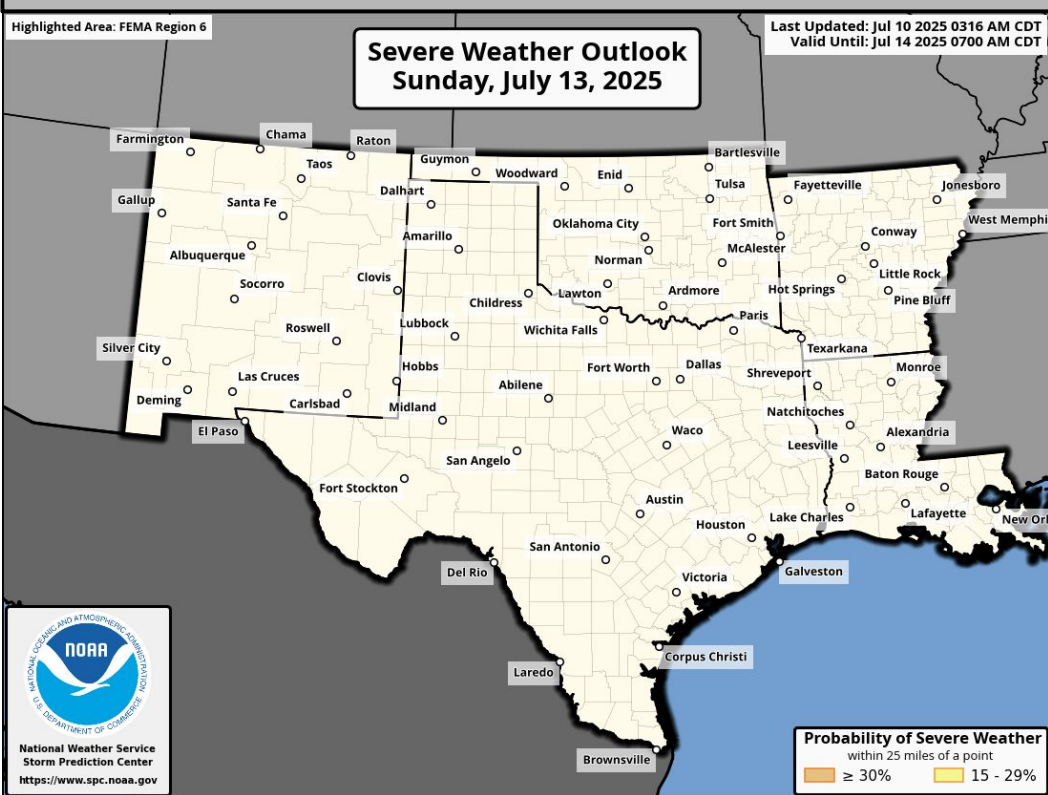 Highlighted Area: FEMA Region 6
Severe Weather Outlook
Sunday, July 13, 2025
Last Updated: Jul 10 2025 0316 AM CDT
Valid Until: Jul 14 2025 0700 AM CDT
Farmington
Chama
Raton
Taos
Guymon
Woodward
Enid
Bartlesville
Tulsa
Fayetteville
Jonesboro
Gallup
Santa Fe
Dalhart
Oklahoma City
Fort Smith
West Memphi
Conway
Albuquerque
Amarillo
Norman
McAlester
Little Rock
Socorro
Clovis
Childress
Lawton
Ardmore
Hot Springs
Pine Bluff
Roswell
Lubbock
Wichita Falls
Paris
Texarkana
Silver City
Las Cruces
Hobbs
Fort Worth
Dallas
Shreveport
Monroe
Deming
Carlsbad
Midland
Abilene
Natchitoches
El Paso
Waco
Leesville
Alexandria
San Angelo
Fort Stockton
Baton Rouge
Austin
Houston
Lake Charles
Lafayette
New Orl
San Antonio
Del Rio
Galveston
Victoria
Laredo
Corpus Christi
Brownsville
NATIONAL OCEANIC AND ATMOSPHERIC ADMINISTRATION
NOAA
U.S. DEPARTMENT OF COMMERCE
National Weather Service
Storm Prediction Center
https://www.spc.noaa.gov
Probability of Severe Weather
within 25 miles of a point
≥ 30%
15 - 29%